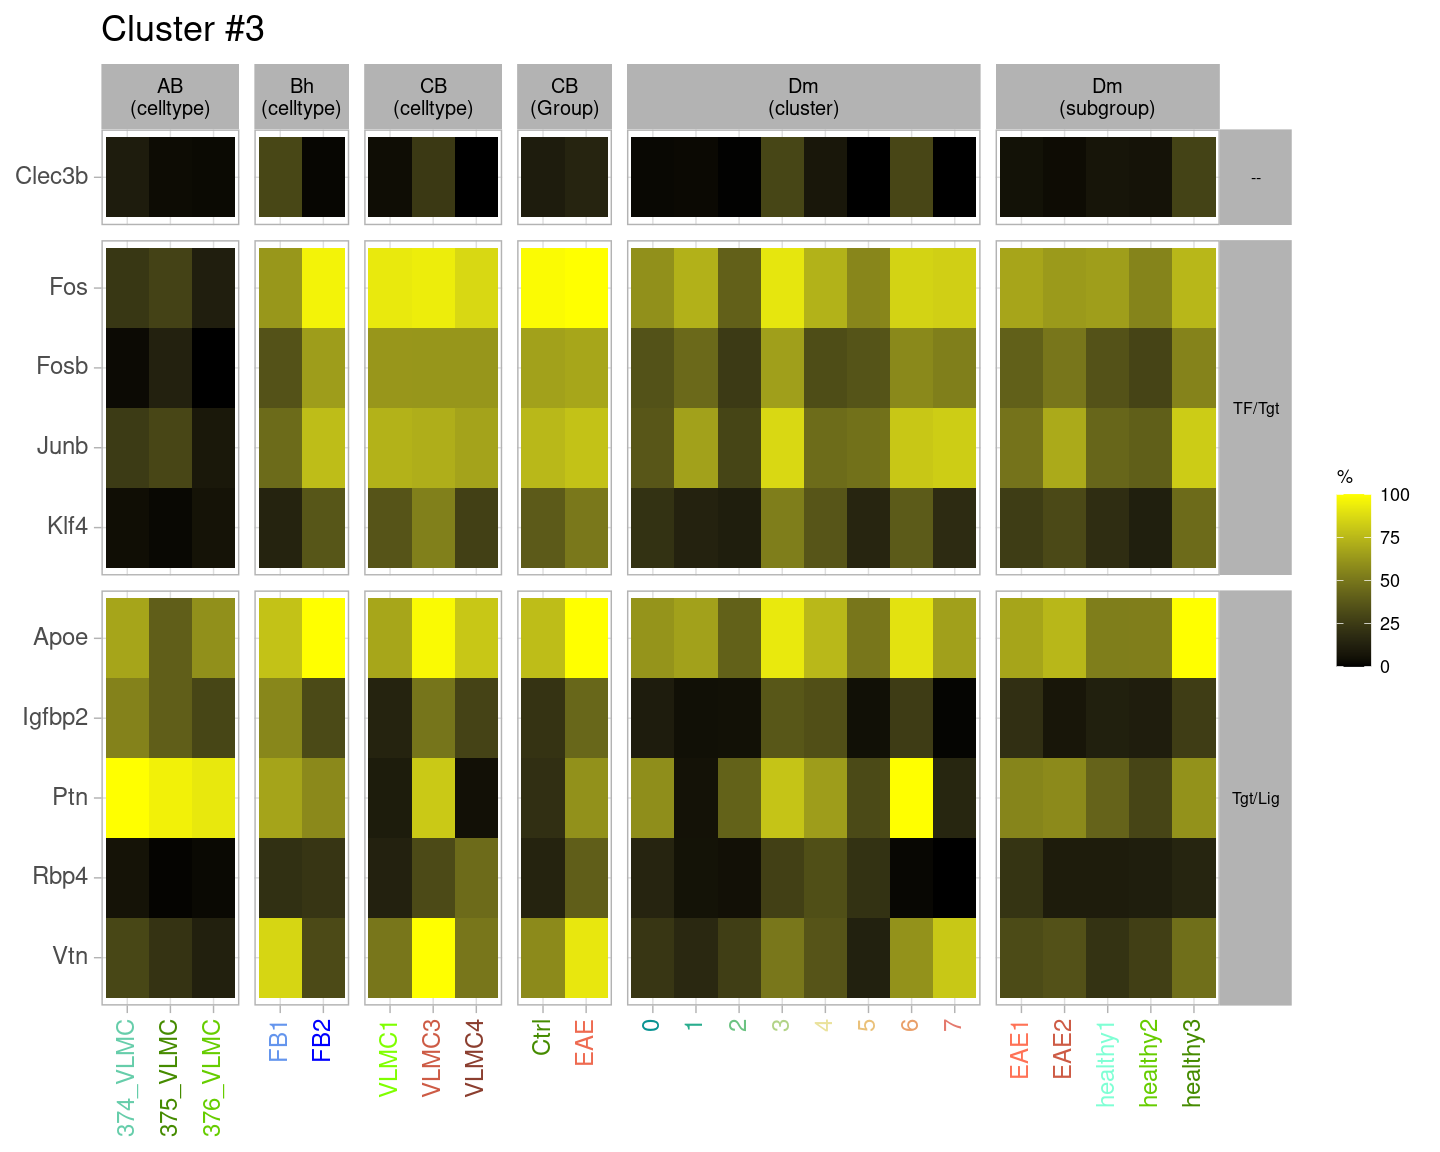 Cluster #3
AB
(celltype)
Bh
(celltype)
CB
(celltype)
CB
(Group)
Dm
(cluster)
Dm
(subgroup)
Clec3b
--
Fos
Fosb
Junb
Klf4
TF/Tgt
Apoe
Igfbp2
Ptn
Rbp4
Vtn
Tgt/Lig
%
100
75
50
25
0
374_VLMC
375_VLMC
376_VLMC
FB1
FB2
VLMC1
VLMC3
VLMC4
Ctrl
EAE
0
1
2
3
4
5
6
7
EAE1
EAE2
healthy1
healthy2
healthy3